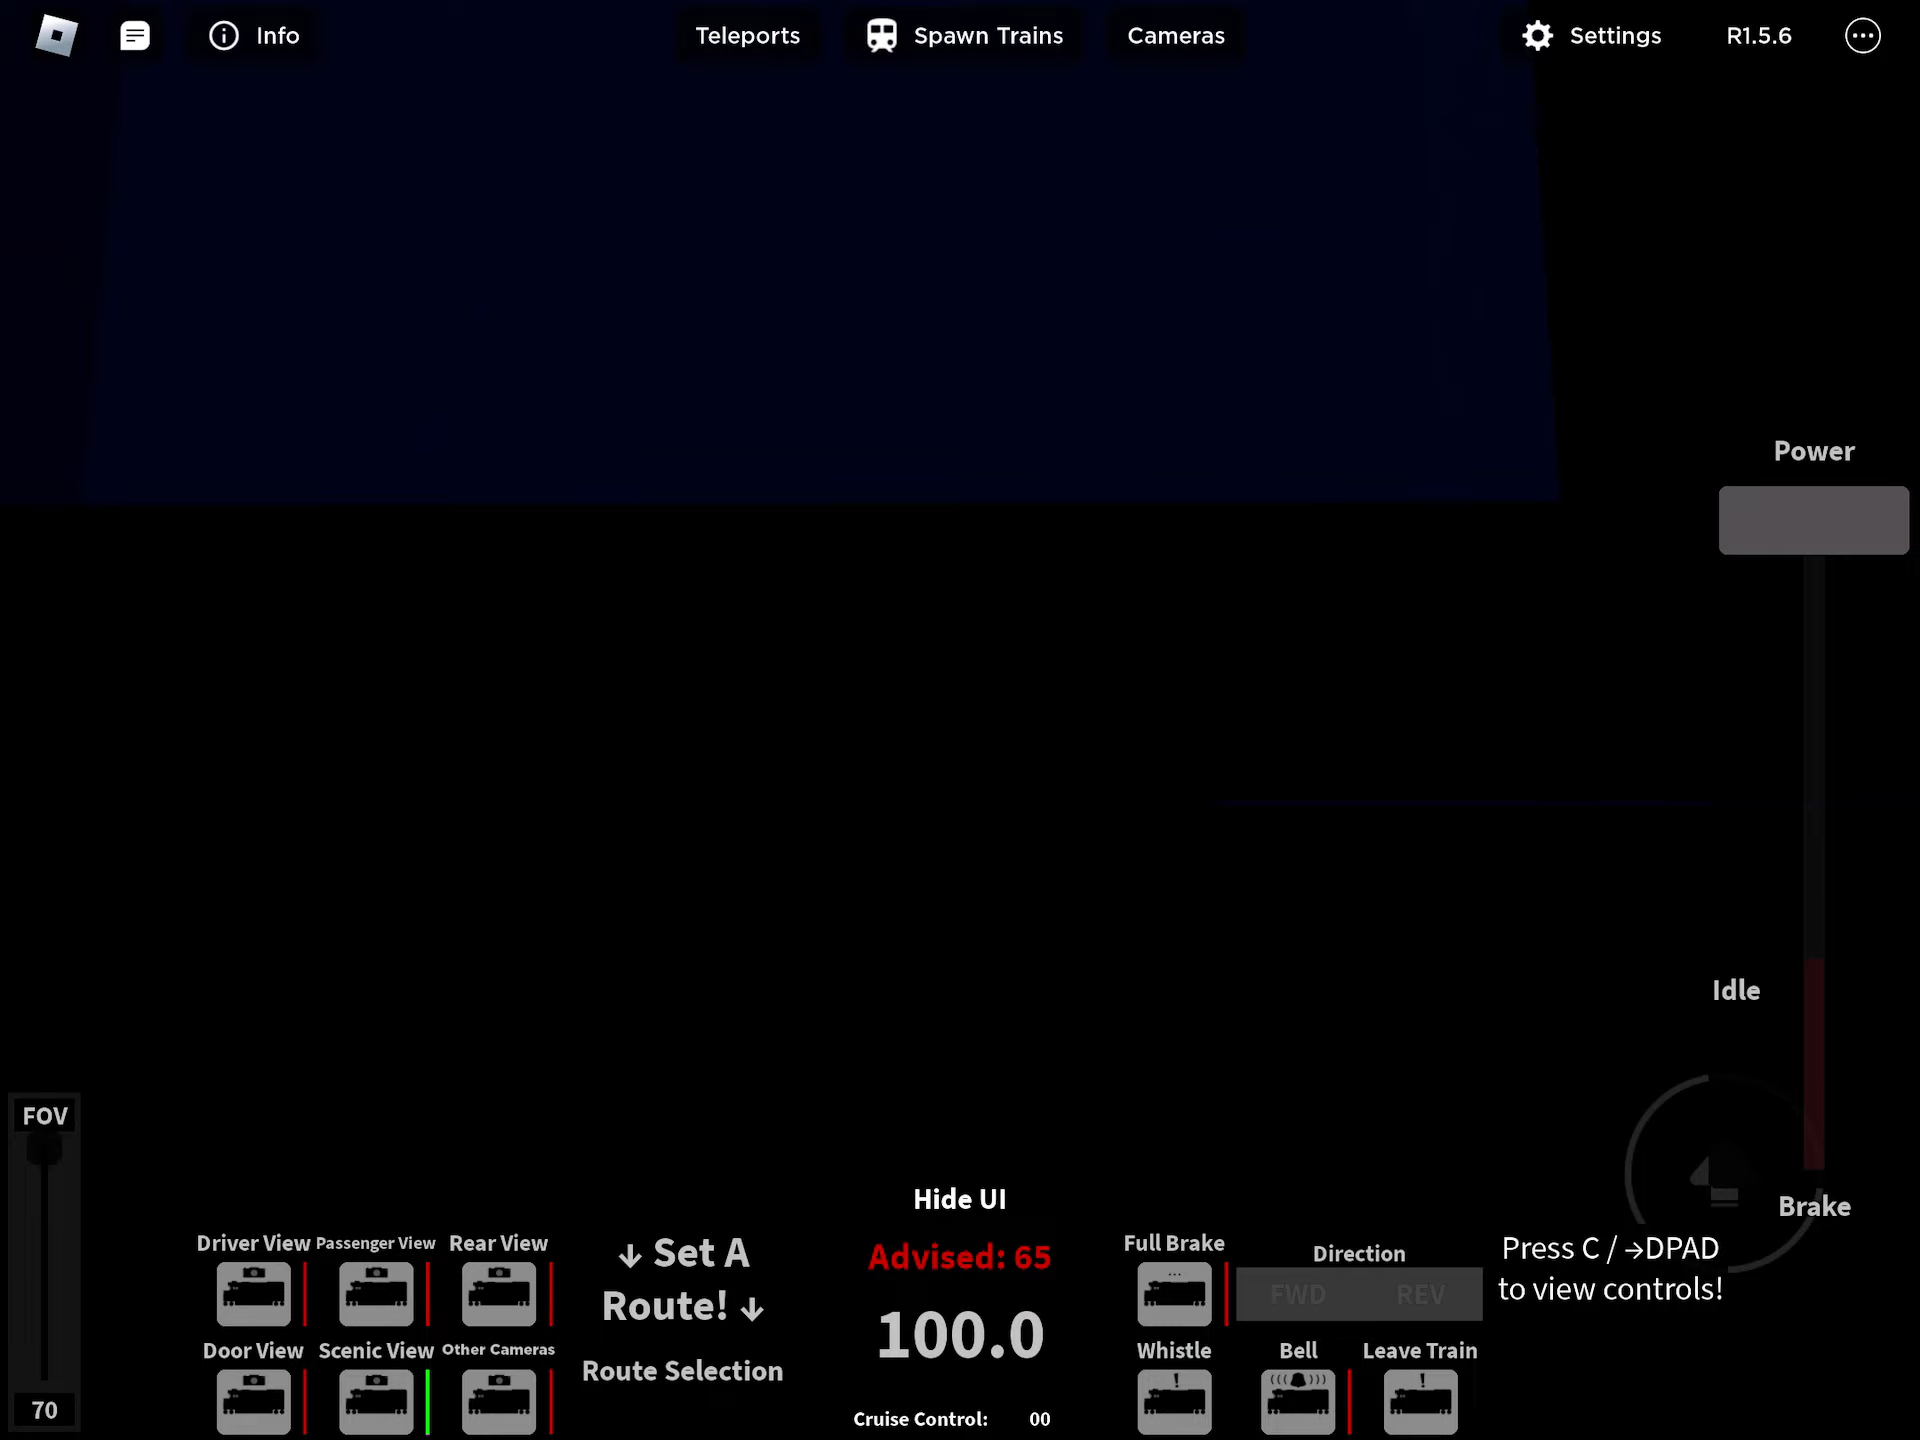 Info
Teleports
Spawn Trains
Cameras
Settings
R1.5.6
Power
Idle
Brake
FOV
70
Hide UI
Driver View
Passenger View
Rear View
Door View
Scenic View
Other Cameras
↓ Set A
Route! ↓
Route Selection
Advised: 65
100.0
Cruise Control: 00
Full Brake
Direction
FWD
REV
Whistle
Bell
Leave Train
Press C / →DPAD
to view controls!